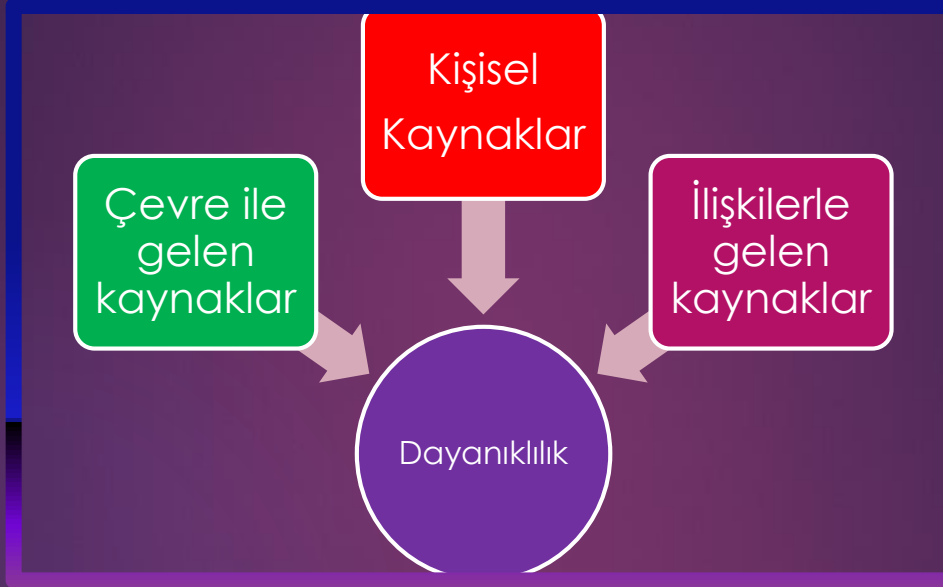 Kişisel
Kaynaklar
Çevre ile
gelen
kaynaklar
İlişkilerle
gelen
kaynaklar
Dayanıklılık